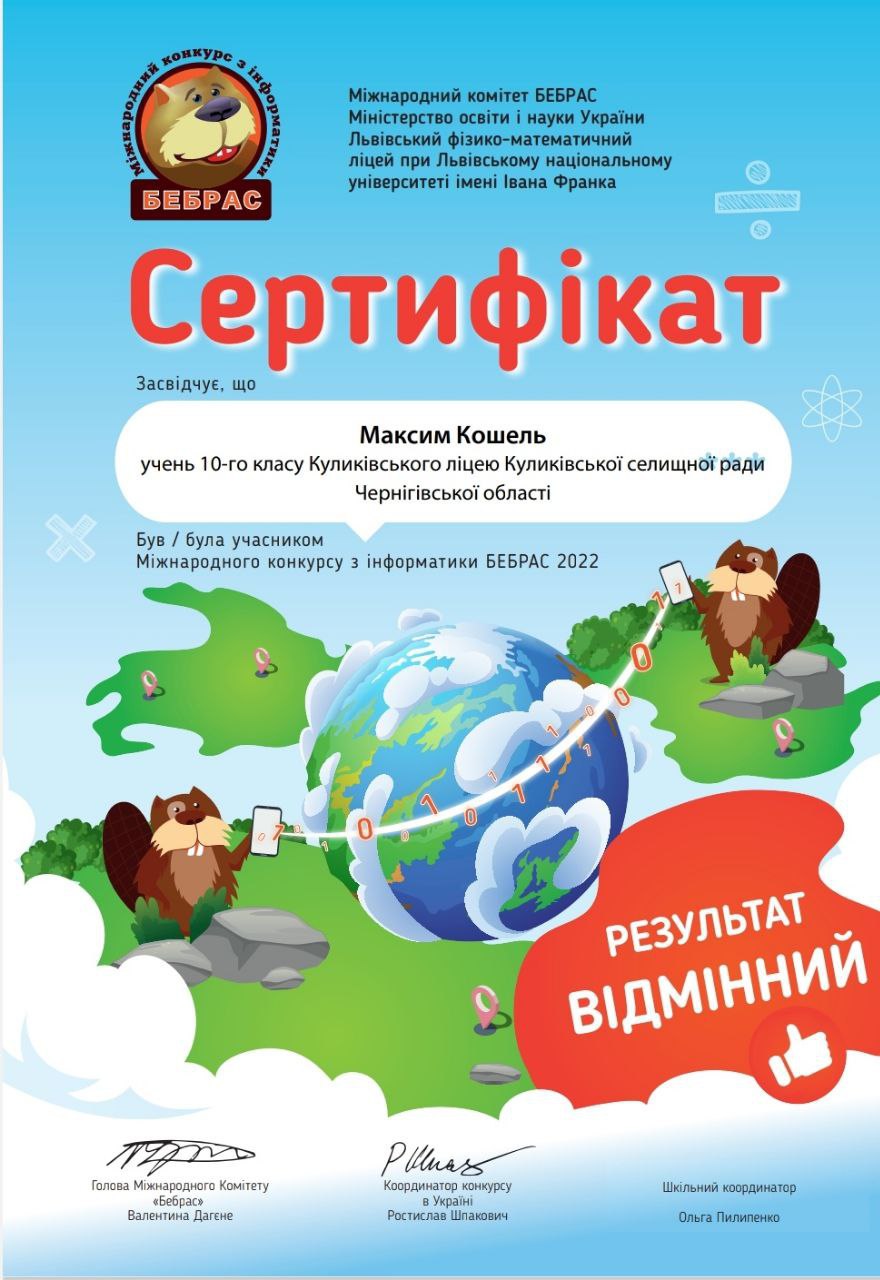 Міжнародний конкурс з інформатики
БЕБРАС
Міжнародний комітет БЕБРАС
Міністерство освіти і науки України
Львівський фізико-математичний
ліцей при Львівському національному
університеті імені Івана Франка
Сертифікат
Засвідчує, що
Максим Кошель
учень 10-го класу Куликівського ліцею Куликівської селищної ради
Чернігівської області
Був / була учасником
Міжнародного конкурсу з інформатики БЕБРАС 2022
РЕЗУЛЬТАТ
ВІДМІННИЙ
Голова Міжнародного Комітету
«Бебрас»
Валентина Дагєне
Координатор конкурсу
в Україні
Ростислав Шпакович
Шкільний координатор
Ольга Пилипенко